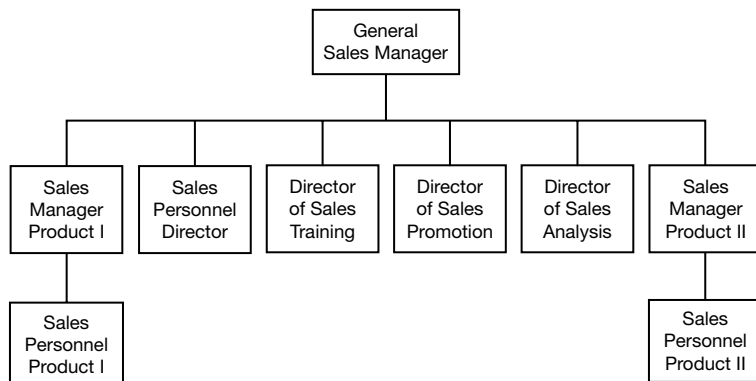 General
Sales Manager
Sales
Manager
Product I
Sales
Personnel
Director
Director
of Sales
Training
Director
of Sales
Promotion
Director
of Sales
Analysis
Sales
Manager
Product II
Sales
Personnel
Product I
Sales
Personnel
Product II